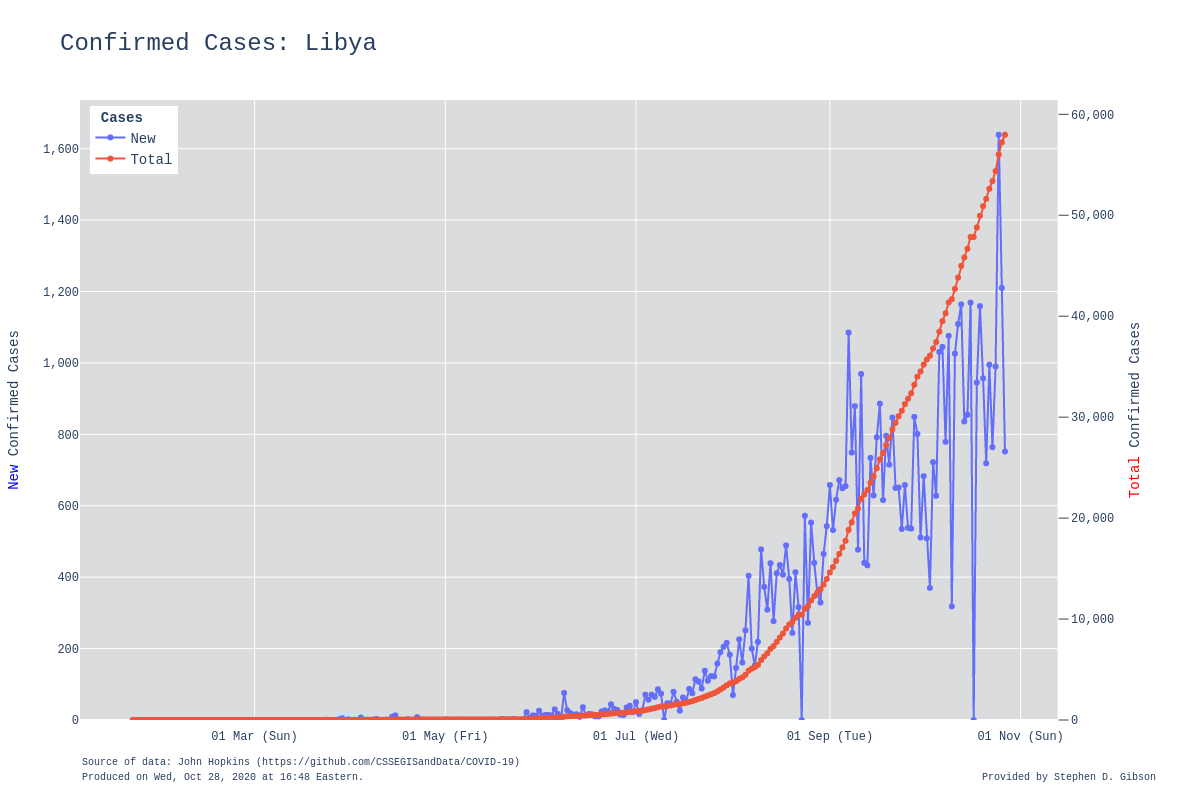 Confirmed Cases: Libya
Cases
New
Total
1,600
1,400
1,200
1,000
800
600
400
200
0
60,000
50,000
40,000
30,000
20,000
10,000
0
New Confirmed Cases
Total Confirmed Cases
01 Mar (Sun)
01 May (Fri)
01 Jul (Wed)
01 Sep (Tue)
01 Nov (Sun)
Source of data: John Hopkins (https://github.com/CSSEGISandData/COVID-19)
Produced on Wed, Oct 28, 2020 at 16:48 Eastern.
Provided by Stephen D. Gibson